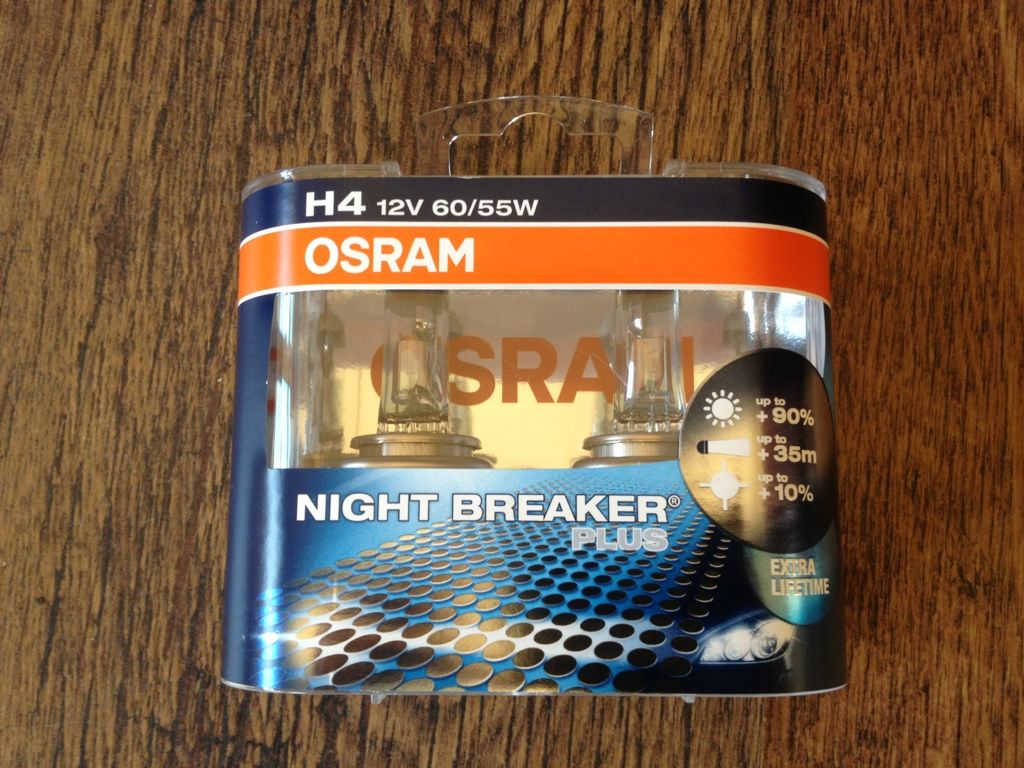 H4 12V 60/55W
OSRAM
OSRAM
up to
+ 90%
up to
+ 35m
up to
+ 10%
NIGHT BREAKER®
PLUS
EXTRA
LIFETIME